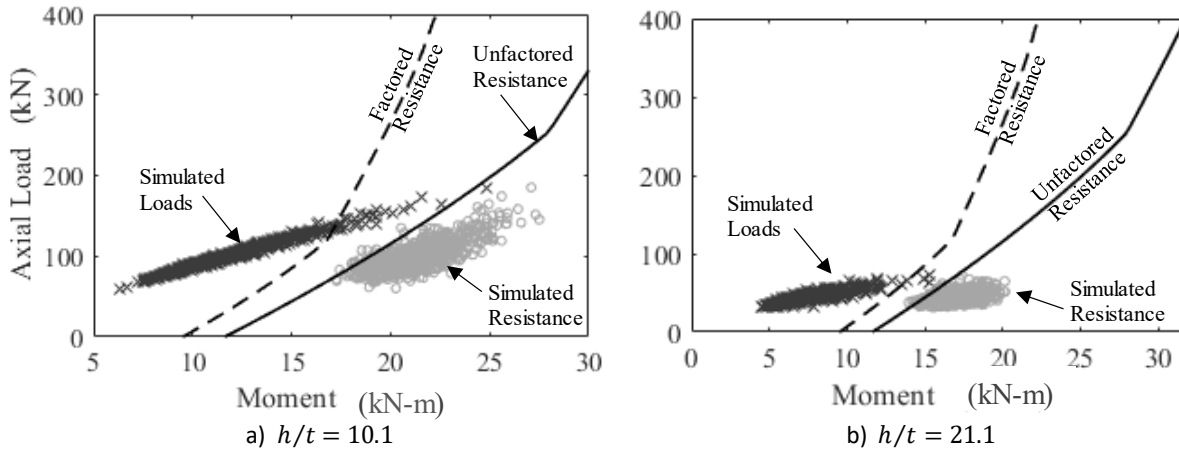 400
300
200
100
0
Axial Load (kN)
Simulated
Loads
Factored
Resistance
Unfactored
Resistance
Simulated
Resistance
5
10
15
20
25
30
Moment (kN-m)
a) h/t = 10.1
400
300
200
100
0
Simulated
Loads
Factored
Resistance
Unfactored
Resistance
Simulated
Resistance
0
5
10
15
20
25
30
Moment (kN-m)
b) h/t = 21.1